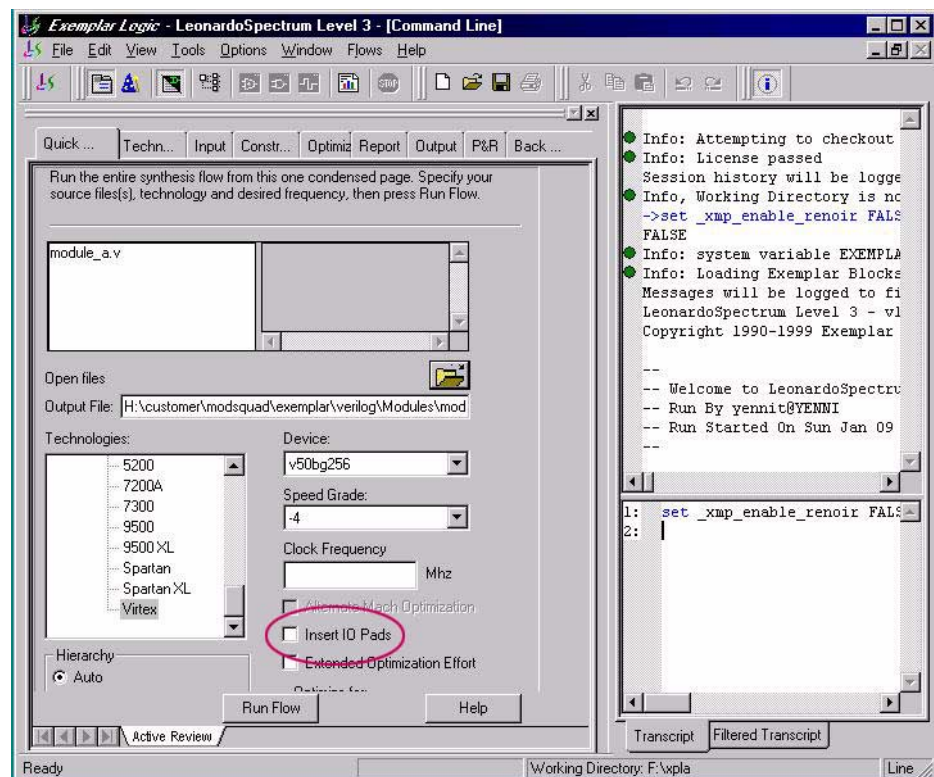 Exemplar Logic - LeonardoSpectrum Level 3 - [Command Line]
File Edit View Tools Options Window Flows Help
Quick ... Techn... Input Constr... Optimiz Report Output P&R Back ...
Run the entire synthesis flow from this one condensed page. Specify your
source files(s), technology and desired frequency, then press Run Flow.
module_a.v
Open files
Output File: H:\customer\modsquad\exemplar\verilog\Modules\mod
Technologies:
5200
7200A
7300
9500
9500 XL
Spartan
Spartan XL
Virtex
Device:
v50bg256
Speed Grade:
-4
Clock Frequency
Mhz
Alternate Mach Optimization
Insert IO Pads
Extended Optimization Effort
Optimize for:
Hierarchy
Auto
Run Flow Help
Active Review
Info: Attempting to checkout
Info: License passed
Session history will be logge
Info, Working Directory is no
->set _xmp_enable_renoir FALS
FALSE
Info: system variable EXEMPLA
Info: Loading Exemplar Blocks
Messages will be logged to fi
LeonardoSpectrum Level 3 - v1
Copyright 1990-1999 Exemplar
--
-- Welcome to LeonardoSpectru
-- Run By yennit@YENNI
-- Run Started On Sun Jan 09
--
1: set _xmp_enable_renoir FALS
2:
Transcript Filtered Transcript
Ready Working Directory: F:\xpla Line